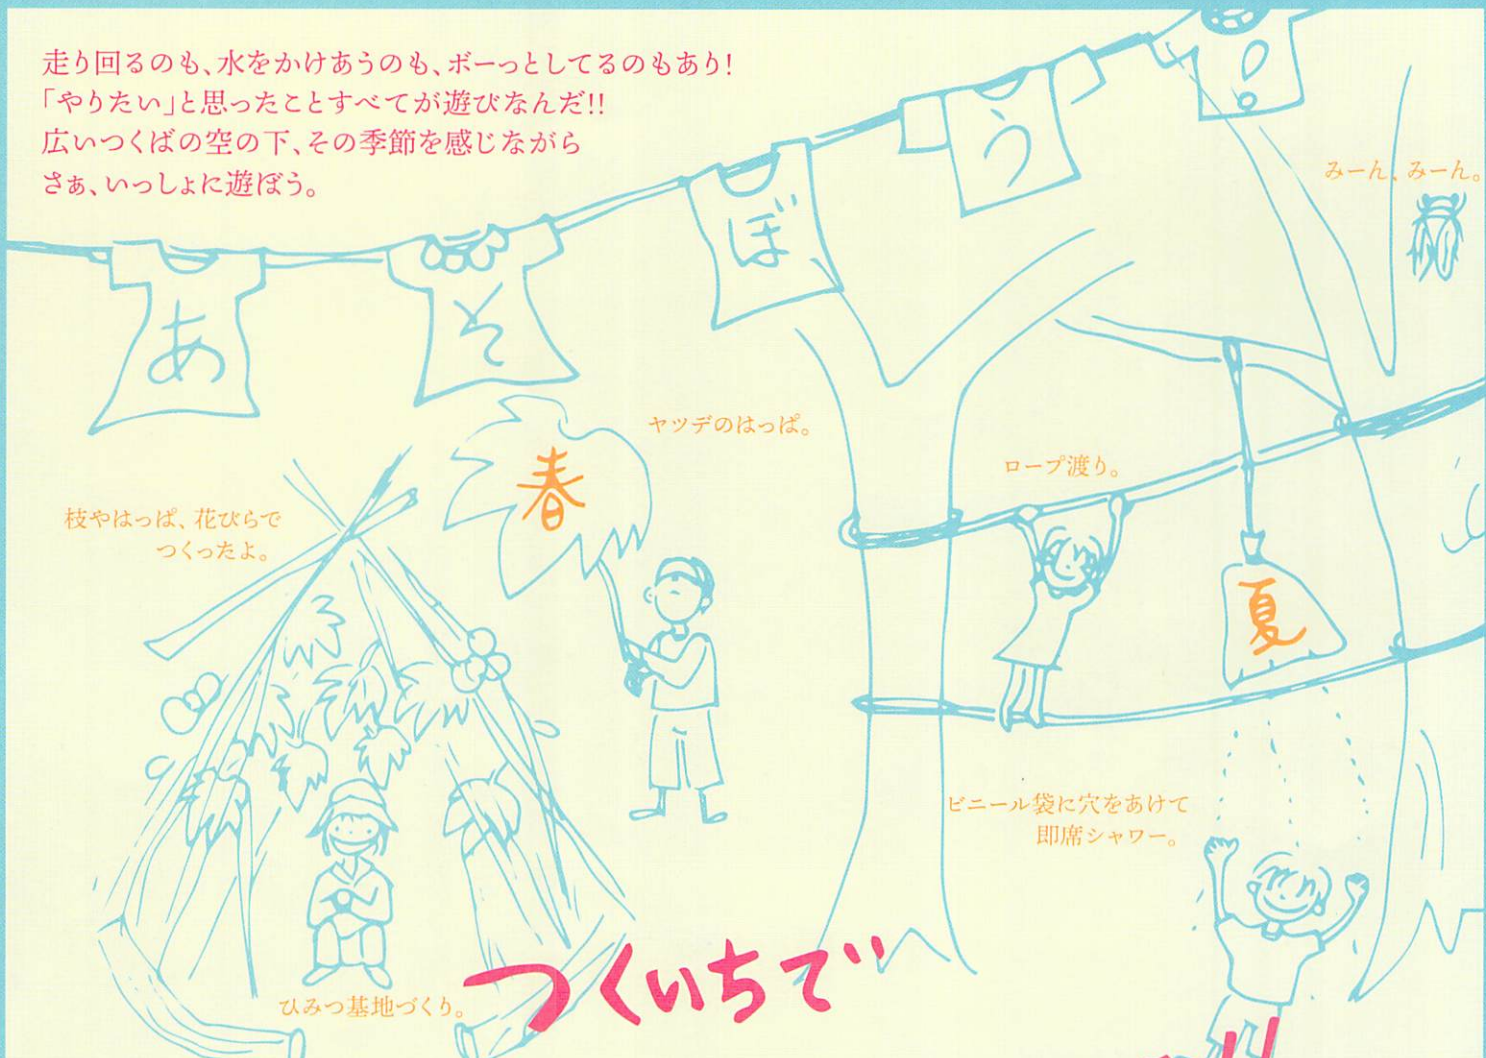 走り回るのも、水をかけあうのも、ボーっとしてるのもあり!
「やりたい」と思ったことすべてが遊びなんだ!!
広いつくばの空の下、その季節を感じながら
さぁ、いっしょに遊ぼう。
あそぼう
みーん、みーん。
ヤツデのはっぱ。
春
ロープ渡り。
枝やはっぱ、花びらで
つくったよ。
夏
ビニール袋に穴をあけて
即席シャワー。
ひみつ基地づくり。
つくいちで